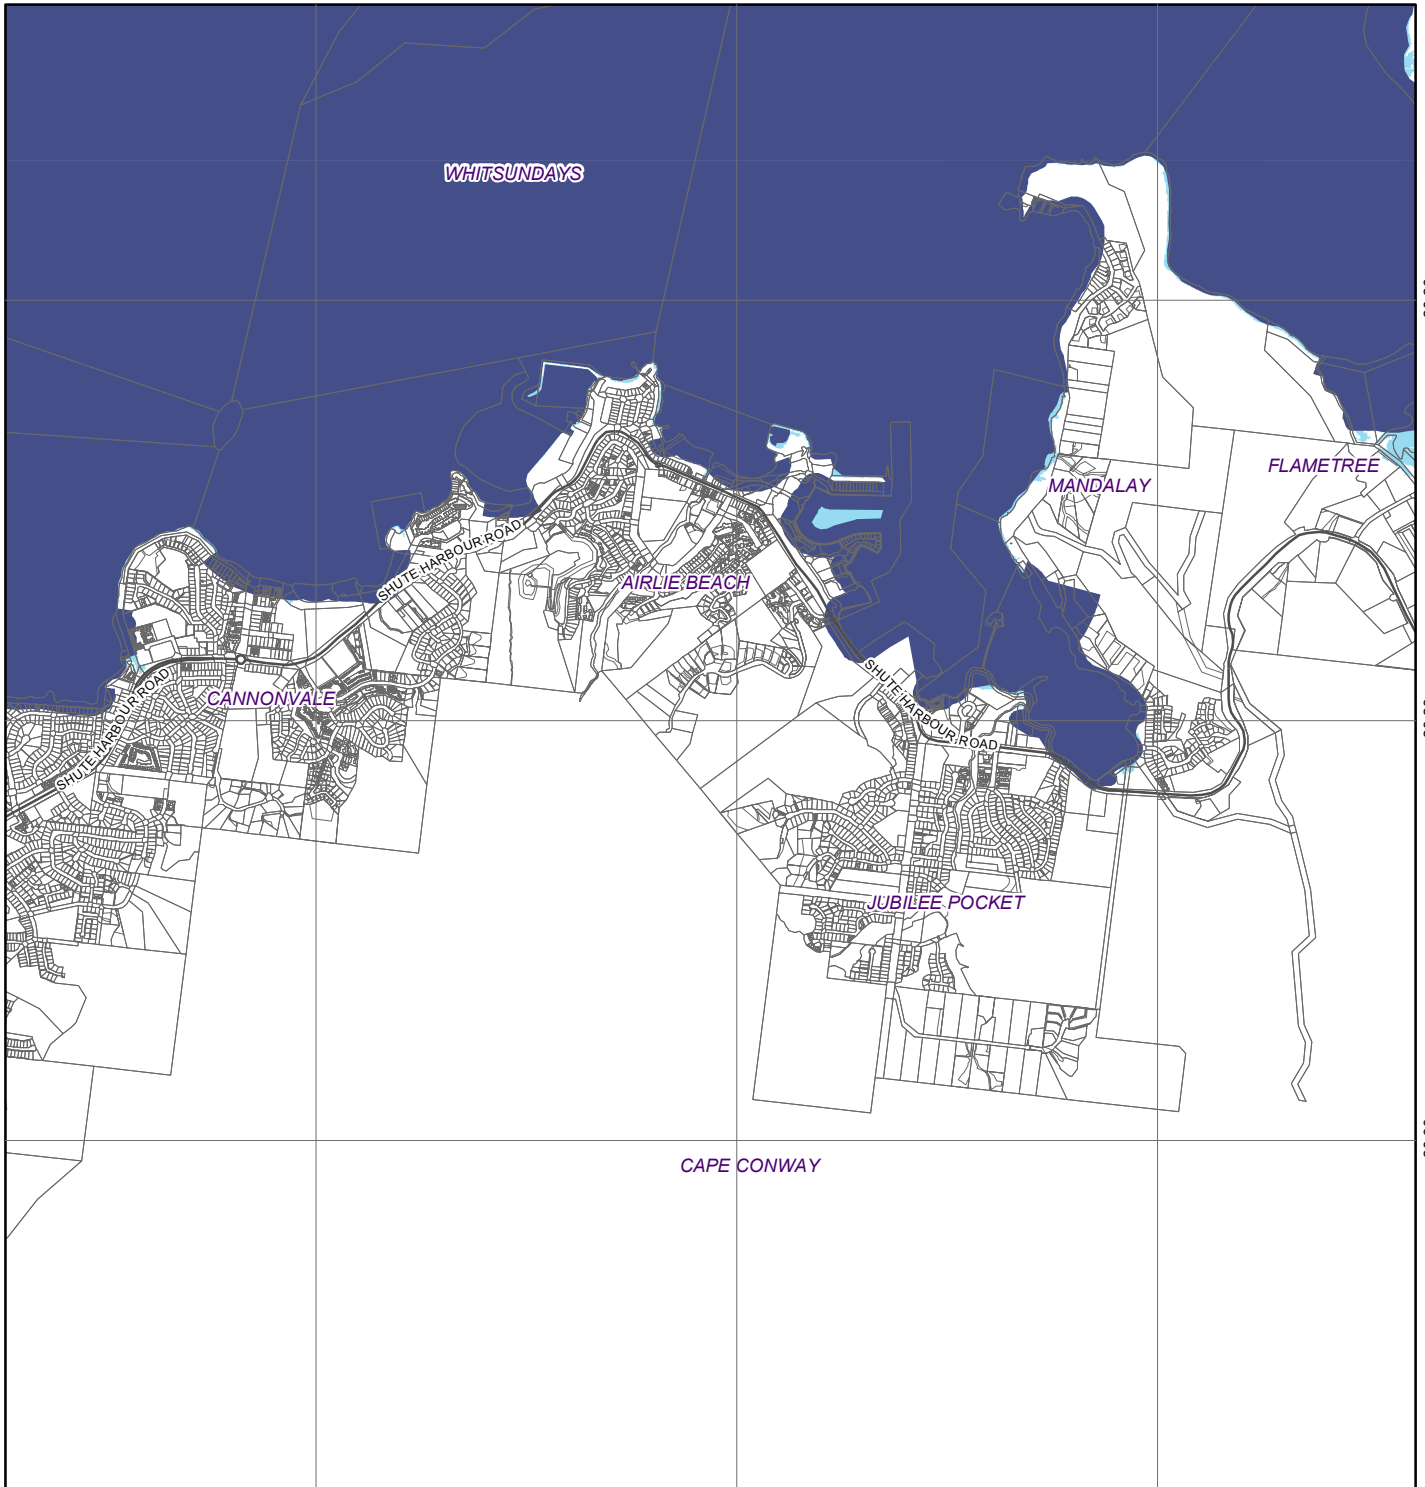 WHITSUNDAYS
FLAMETREE
MANDALAY
SHUTE HARBOUR ROAD
AIRLIE BEACH
SHUTE HARBOUR ROAD
CANNONVALE
SHUTE HARBOUR ROAD
JUBILEE POCKET
CAPE CONWAY